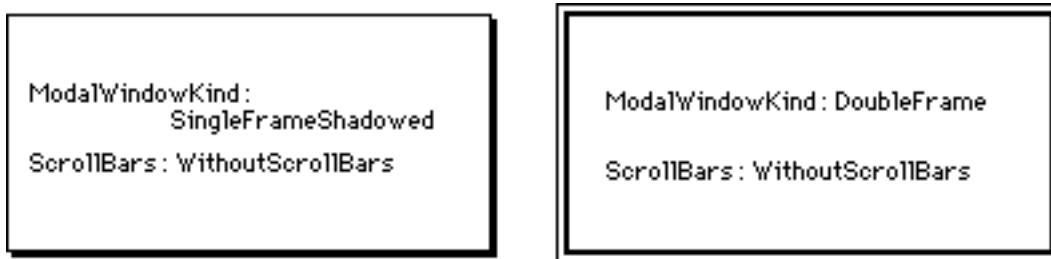 ModalWindowKind:
SingleFrameShadowed
ScrollBars: WithoutScrollBars
ModalWindowKind: DoubleFrame
ScrollBars: WithoutScrollBars